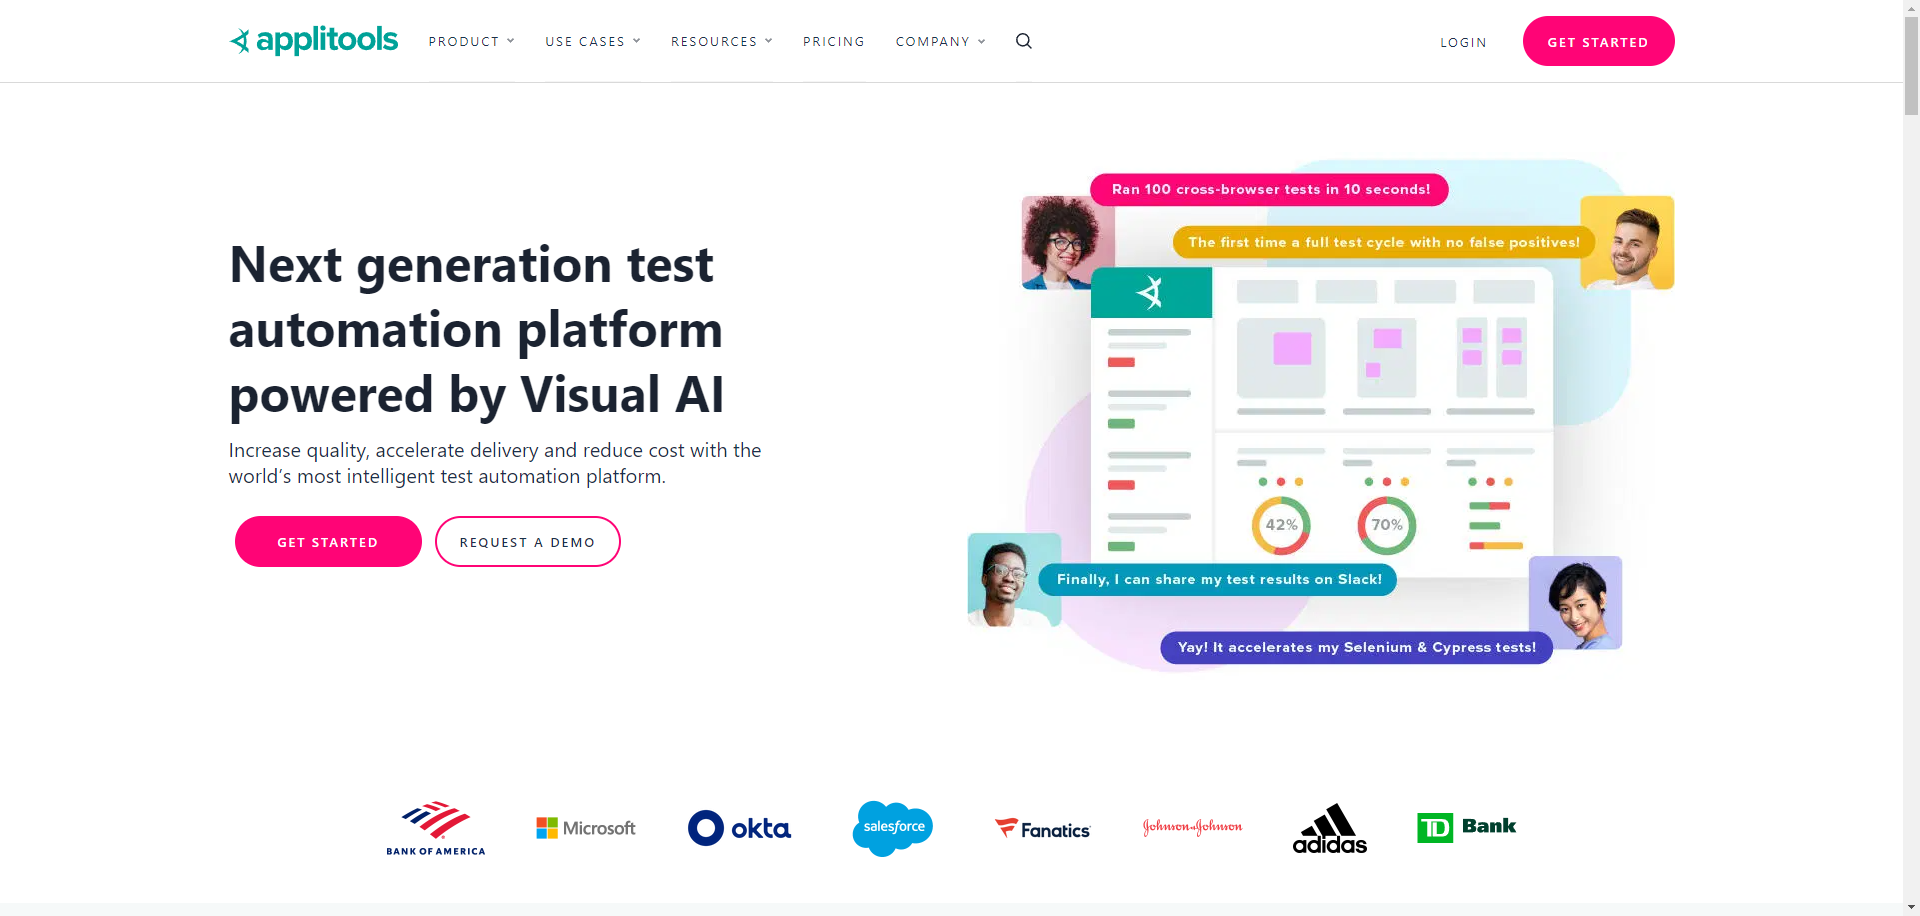 applitools
PRODUCT
USE CASES
RESOURCES
PRICING
COMPANY
LOGIN
GET STARTED
Next generation test
automation platform
powered by Visual AI
Increase quality, accelerate delivery and reduce cost with the
world’s most intelligent test automation platform.
GET STARTED
REQUEST A DEMO
Ran 100 cross-browser tests in 10 seconds!
The first time a full test cycle with no false positives!
42%
70%
Finally, I can share my test results on Slack!
Yay! It accelerates my Selenium & Cypress tests!
BANK OF AMERICA
Microsoft
okta
salesforce
Fanatics
Johnson & Johnson
adidas
TD Bank